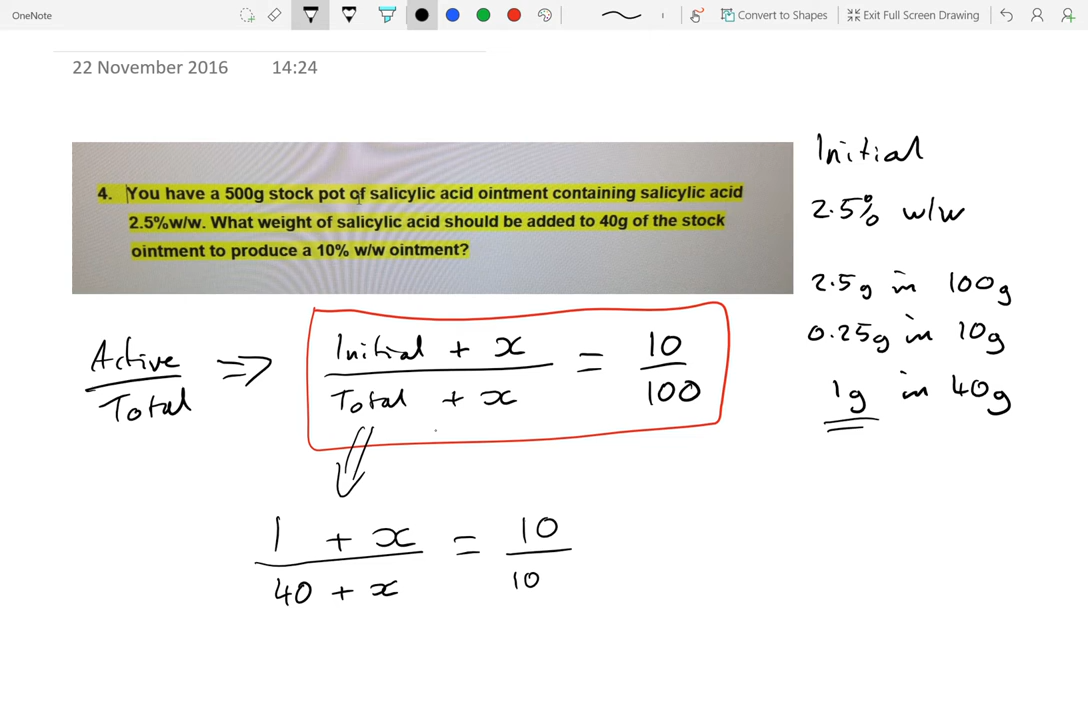 OneNote
Convert to Shapes
Exit Full Screen Drawing
22 November 2016 14:24
4. You have a 500g stock pot of salicylic acid ointment containing salicylic acid
2.5%w/w. What weight of salicylic acid should be added to 40g of the stock
ointment to produce a 10% w/w ointment?
Initial
2.5% w/w
2.5g in 100g
0.25g in 10g
1g in 40g
Active
Total
⇒
Initial + x
Total + x
=
10
100
1 + x
40 + x
=
10
10